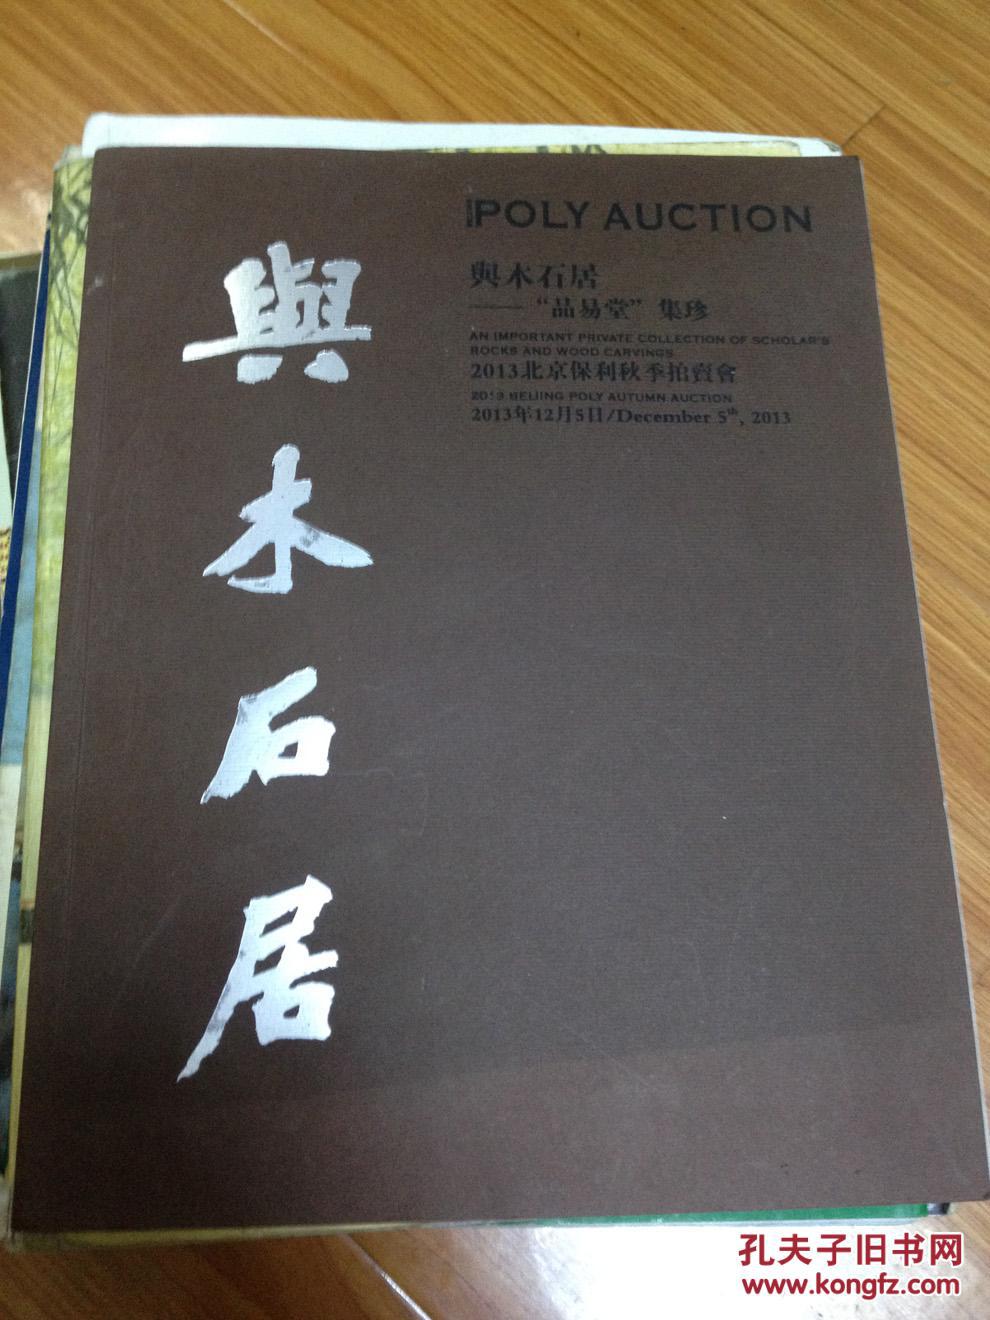 與木石居
POLY AUCTION
與木石居
——“品易堂”集珍
AN IMPORTANT PRIVATE COLLECTION OF SCHOLAR'S
ROCKS AND WOOD CARVINGS
2013北京保利秋季拍賣會
2013 BEIJING POLY AUTUMN AUCTION
2013年12月5日/December 5th, 2013
孔夫子旧书网
www.kongfz.com